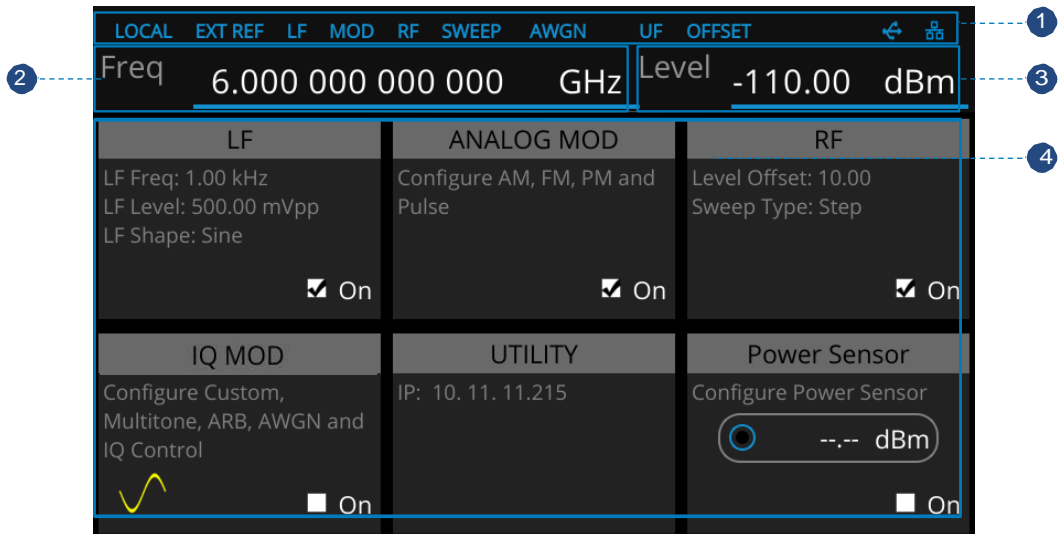 LOCAL EXT REF LF MOD RF SWEEP AWGN UF OFFSET
1
2
Freq 6.000 000 000 000 GHz
Level -110.00 dBm
3
LF
LF Freq: 1.00 kHz
LF Level: 500.00 mVpp
LF Shape: Sine
On
ANALOG MOD
Configure AM, FM, PM and
Pulse
On
RF
4
Level Offset: 10.00
Sweep Type: Step
On
IQ MOD
Configure Custom,
Multitone, ARB, AWGN and
IQ Control
On
UTILITY
IP: 10. 11. 11.215
Power Sensor
Configure Power Sensor
--.-- dBm
On